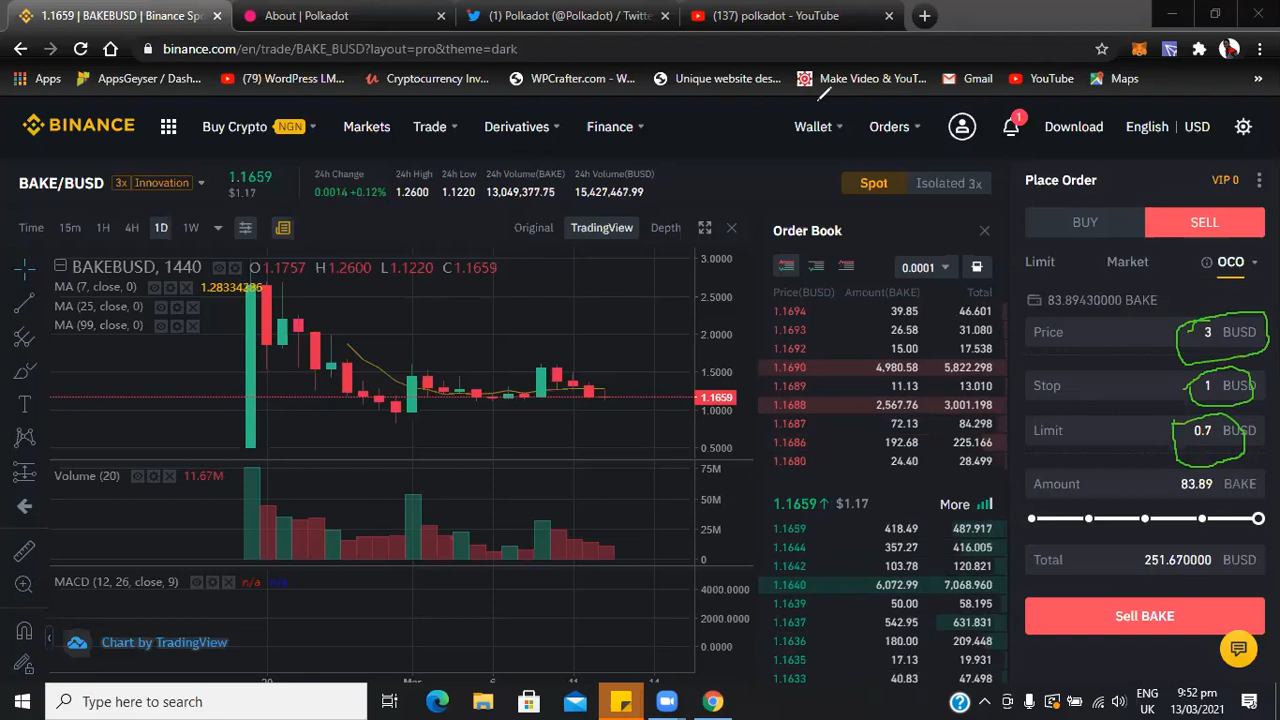 1.1659 | BAKEBUSD | Binance Spo
About | Polkadot
(1) Polkadot (@Polkadot) / Twitte
(137) polkadot - YouTube
binance.com/en/trade/BAKE_BUSD?layout=pro&theme=dark
Apps
AppsGeyser / Dash...
(79) WordPress LM...
Cryptocurrency Inv...
WPCrafter.com - W...
Unique website des...
Make Video & YouT...
Gmail
YouTube
Maps
»
BINANCE
Buy Crypto NGN
Markets
Trade
Derivatives
Finance
Wallet
Orders
1
Download
English | USD
BAKE/BUSD 3x | Innovation
1.1659
$1.17
24h Change
0.0014 +0.12%
24h High
1.2600
24h Low
1.1220
24h Volume(BAKE)
13,049,377.75
24h Volume(BUSD)
15,427,467.99
Spot
Isolated 3x
Time 15m 1H 4H 1D 1W
Original TradingView Depth
BAKEBUSD, 1440 O1.1757 H1.2600 L1.1220 C1.1659
MA (7, close, 0) 1.28334286
MA (25, close, 0)
MA (99, close, 0)
3.0000
2.5000
2.0000
1.5000
1.1659
1.0000
0.5000
Volume (20) 11.67M
75M
50M
25M
0
MACD (12, 26, close, 9) n/a n/a
4000.0000
2000.0000
0.0000
Chart by TradingView
20 Mar 6 11 14
Order Book
0.0001
Price(BUSD) Amount(BAKE) Total
1.1694 39.85 46.601
1.1693 26.58 31.080
1.1692 15.00 17.538
1.1690 4,980.58 5,822.298
1.1689 11.13 13.010
1.1688 2,567.76 3,001.198
1.1687 72.13 84.298
1.1686 192.68 225.166
1.1680 24.40 28.499
1.1659↑ $1.17 More
1.1659 418.49 487.917
1.1644 357.27 416.005
1.1642 103.78 120.821
1.1640 6,072.99 7,068.960
1.1639 50.00 58.195
1.1637 542.95 631.831
1.1636 180.00 209.448
1.1635 17.13 19.931
1.1633 40.83 47.498
Place Order
VIP 0
BUY
SELL
Limit
Market
OCO
83.89430000 BAKE
Price 3 BUSD
Stop 1 BUSD
Limit 0.7 BUSD
Amount 83.89 BAKE
Total 251.670000 BUSD
Sell BAKE
Type here to search
ENG
UK
9:52 pm
13/03/2021